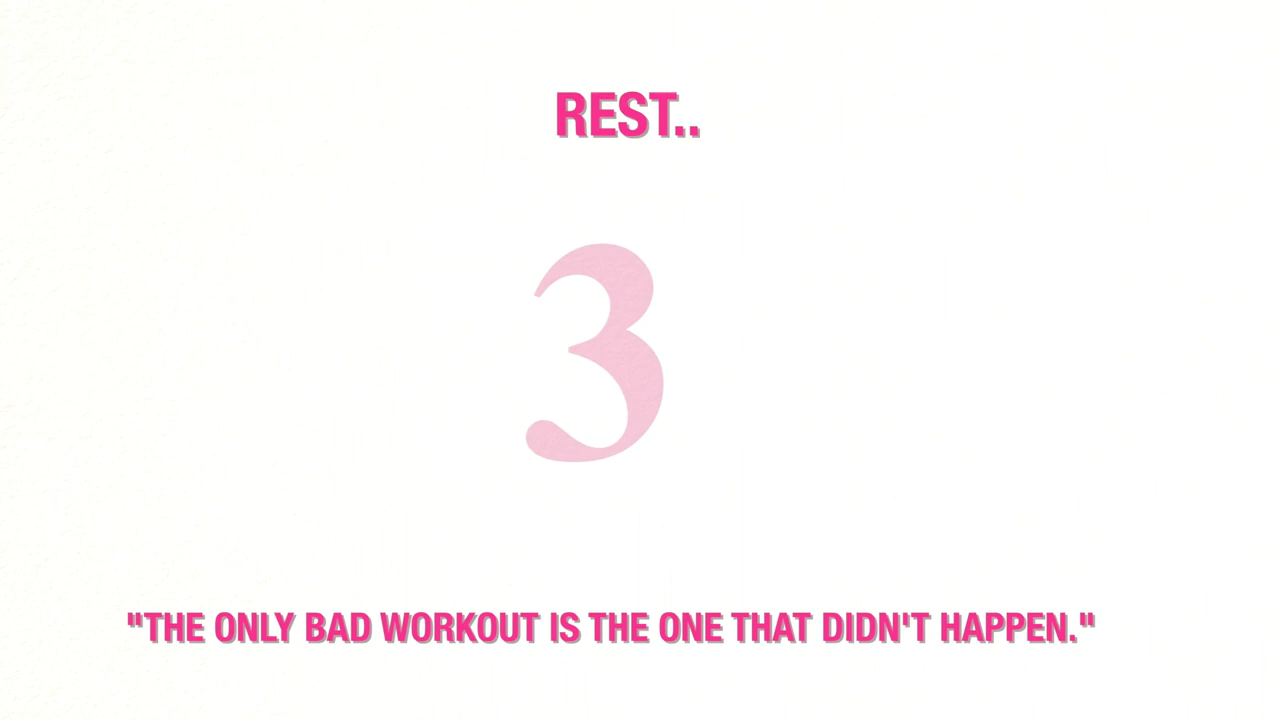 REST..
3
"THE ONLY BAD WORKOUT IS THE ONE THAT DIDN'T HAPPEN."